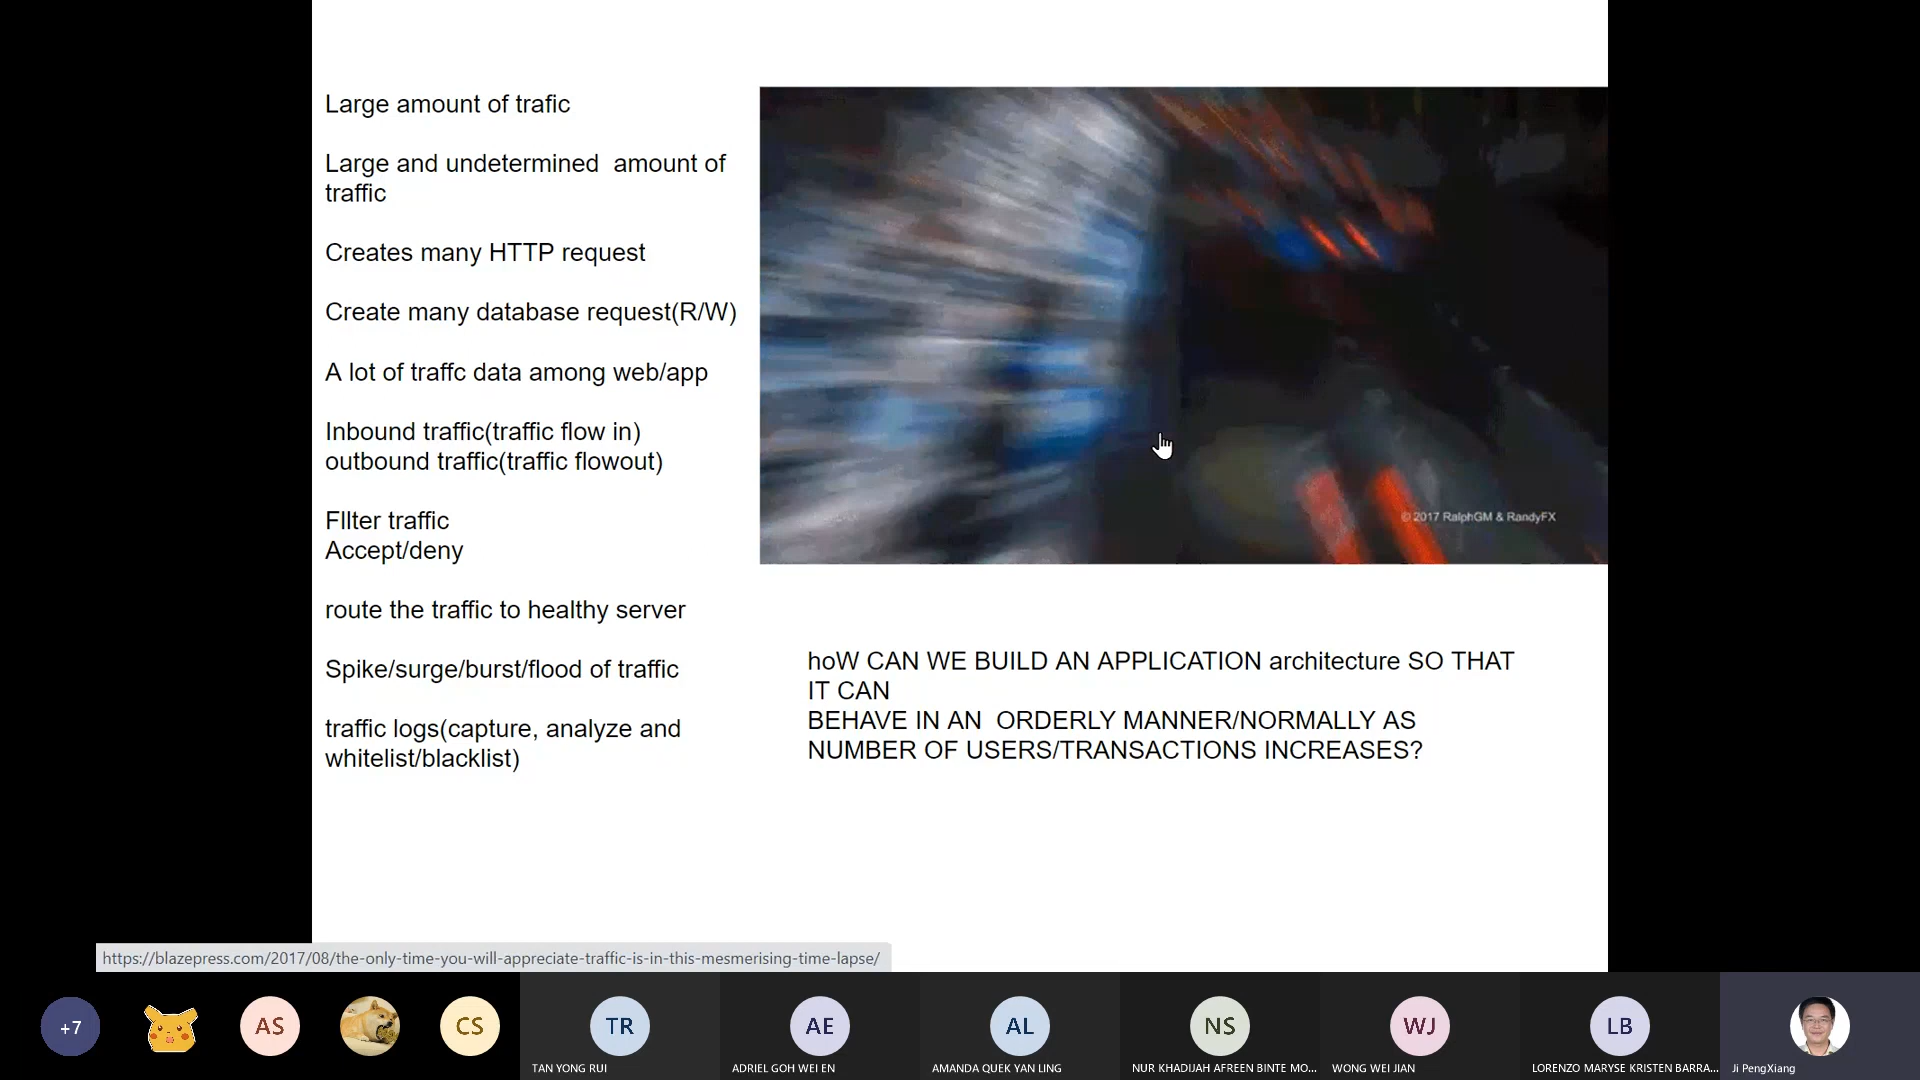 Large amount of trafic
Large and undetermined  amount of
traffic
Creates many HTTP request
Create many database request(R/W)
A lot of traffc data among web/app
Inbound traffic(traffic flow in)
outbound traffic(traffic flowout)
FIlter traffic
Accept/deny
route the traffic to healthy server
Spike/surge/burst/flood of traffic
traffic logs(capture, analyze and
whitelist/blacklist)
© 2017 RalphGM & RandyFX
hoW CAN WE BUILD AN APPLICATION architecture SO THAT
IT CAN
BEHAVE IN AN  ORDERLY MANNER/NORMALLY AS
NUMBER OF USERS/TRANSACTIONS INCREASES?
https://blazepress.com/2017/08/the-only-time-you-will-appreciate-traffic-is-in-this-mesmerising-time-lapse/
+7
AS
CS
TR
AE
AL
NS
WJ
LB
TAN YONG RUI
ADRIEL GOH WEI EN
AMANDA QUEK YAN LING
NUR KHADIJAH AFREEN BINTE MO...
WONG WEI JIAN
LORENZO MARYSE KRISTEN BARRA...
Ji PengXiang